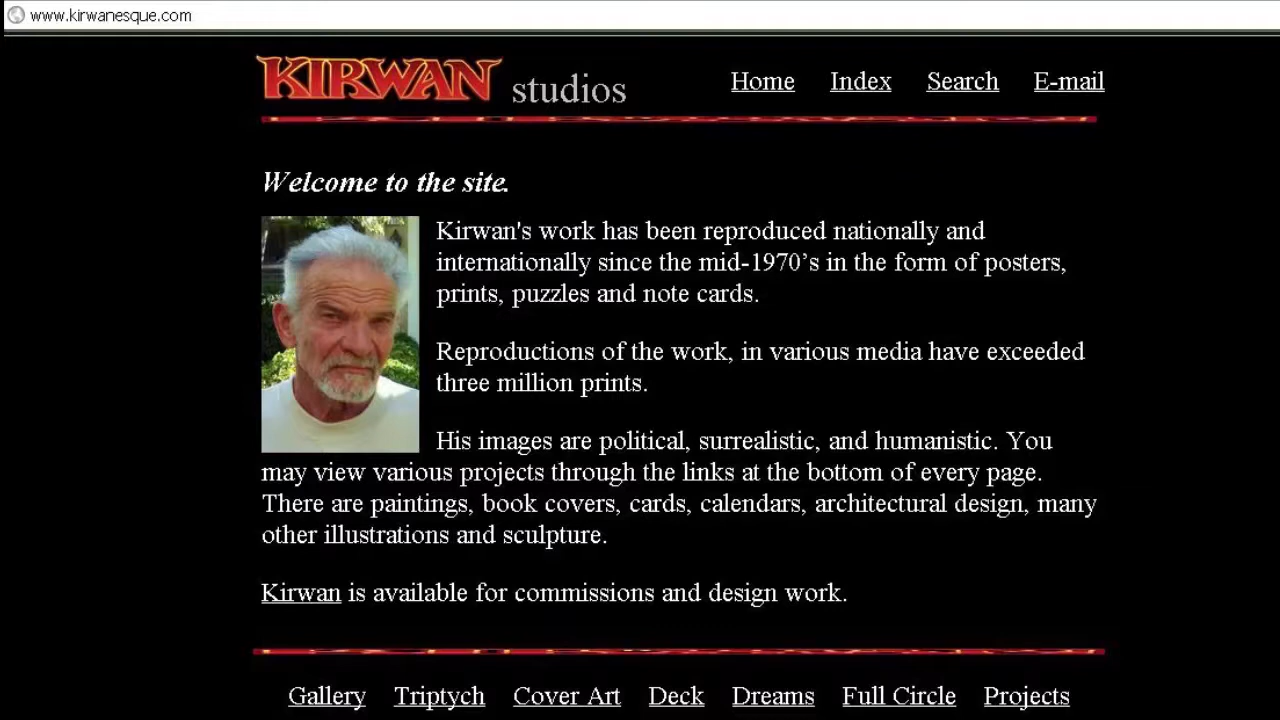 www.kirwanesque.com
KIRWAN studios
Home Index Search E-mail
Welcome to the site.
Kirwan's work has been reproduced nationally and
internationally since the mid-1970’s in the form of posters,
prints, puzzles and note cards.
Reproductions of the work, in various media have exceeded
three million prints.
His images are political, surrealistic, and humanistic. You
may view various projects through the links at the bottom of every page.
There are paintings, book covers, cards, calendars, architectural design, many
other illustrations and sculpture.
Kirwan is available for commissions and design work.
Gallery Triptych Cover Art Deck Dreams Full Circle Projects